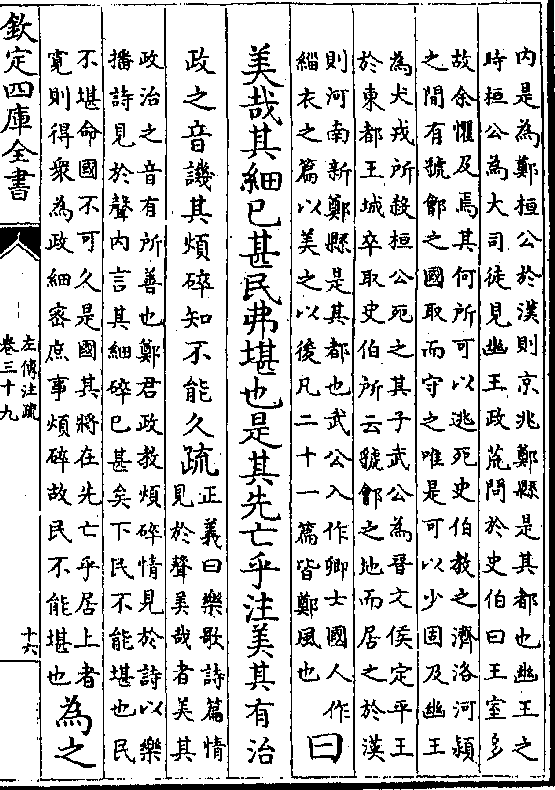 内是為鄭桓公於漢則京兆鄭縣是其都也幽王之
時桓公為大司徒見幽王政荒問於史伯曰王室多
故余懼及焉其何所可以逃死史伯教之濟洛河潁
之間有虢鄶之國取而守之唯是可以少固及幽王
為犬戎所殺桓公死之其子武公為晉文侯定平王
於東都王城卒取史伯所云虢鄶之地而居之於漢
則河南新鄭縣是其都也武公入作卿士國人作
緇衣之篇以美之以後凡二十一篇皆鄭風也
曰
美哉其細已甚民弗堪也是其先亡乎注美其有治
政之音譏其煩碎知不能久疏
正義曰樂歌詩篇情
見於聲美哉者美其
政治之音有所善也鄭君政教煩碎情見於詩以樂
播詩見於聲内言其細碎已甚矣下民不能堪也民
不堪命國不可久是國其將在先亡乎居上者
寛則得衆為政細密庶事煩碎故民不能堪也
為之
欽定四庫全書
左傳注疏
卷三十九
十六